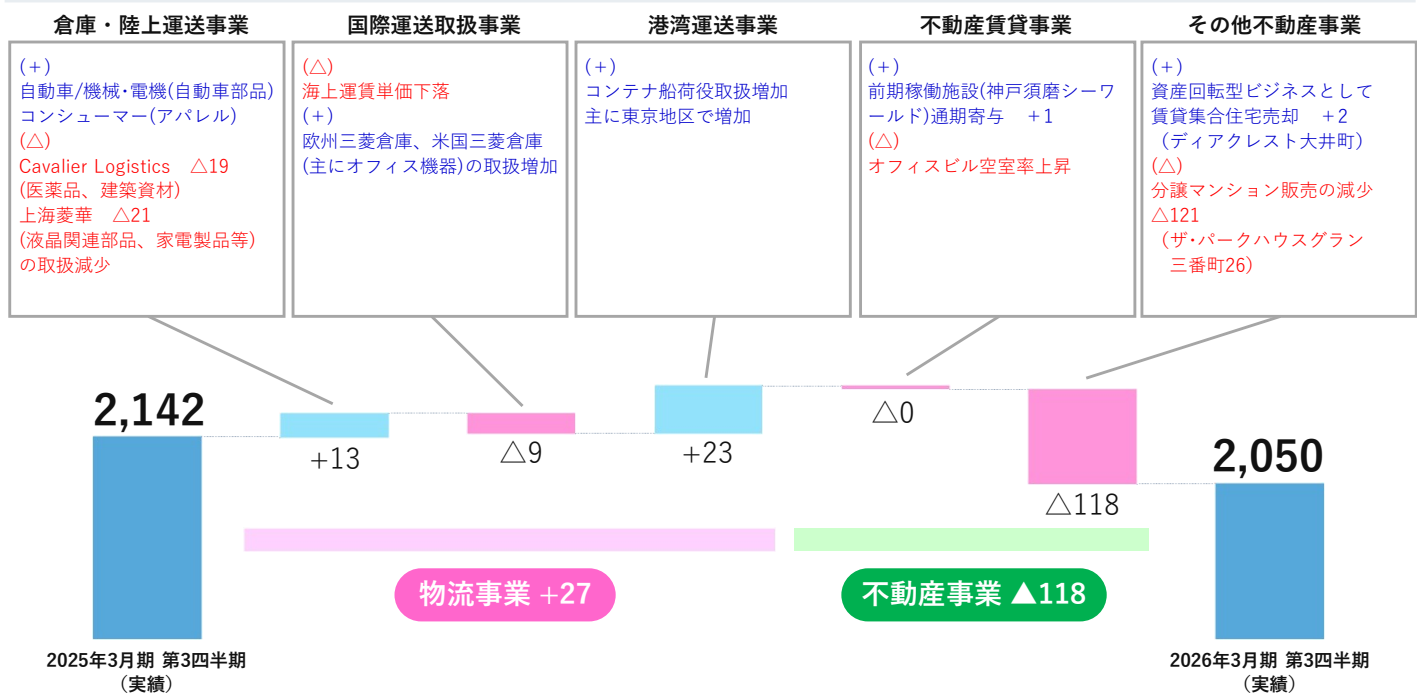 倉庫・陸上運送事業
(+)
自動車/機械・電機(自動車部品)
コンシューマー(アパレル)
(△)
Cavalier Logistics　△19
(医薬品、建築資材)
上海菱華　△21
(液晶関連部品、家電製品等)
の取扱減少
国際運送取扱事業
(△)
海上運賃単価下落
(+)
欧州三菱倉庫、米国三菱倉庫
(主にオフィス機器)の取扱増加
港湾運送事業
(+)
コンテナ船荷役取扱増加
主に東京地区で増加
不動産賃貸事業
(+)
前期稼働施設(神戸須磨シーワ
ールド)通期寄与　+1
(△)
オフィスビル空室率上昇
その他不動産事業
(+)
資産回転型ビジネスとして
賃貸集合住宅売却　+2
（ディアクレスト大井町）
(△)
分譲マンション販売の減少
△121
（ザ・パークハウスグラン
三番町26)
2,142
+13
△9
+23
△0
△118
2,050
物流事業 +27
不動産事業 ▲118
2025年3月期 第3四半期
（実績）
2026年3月期 第3四半期
（実績）